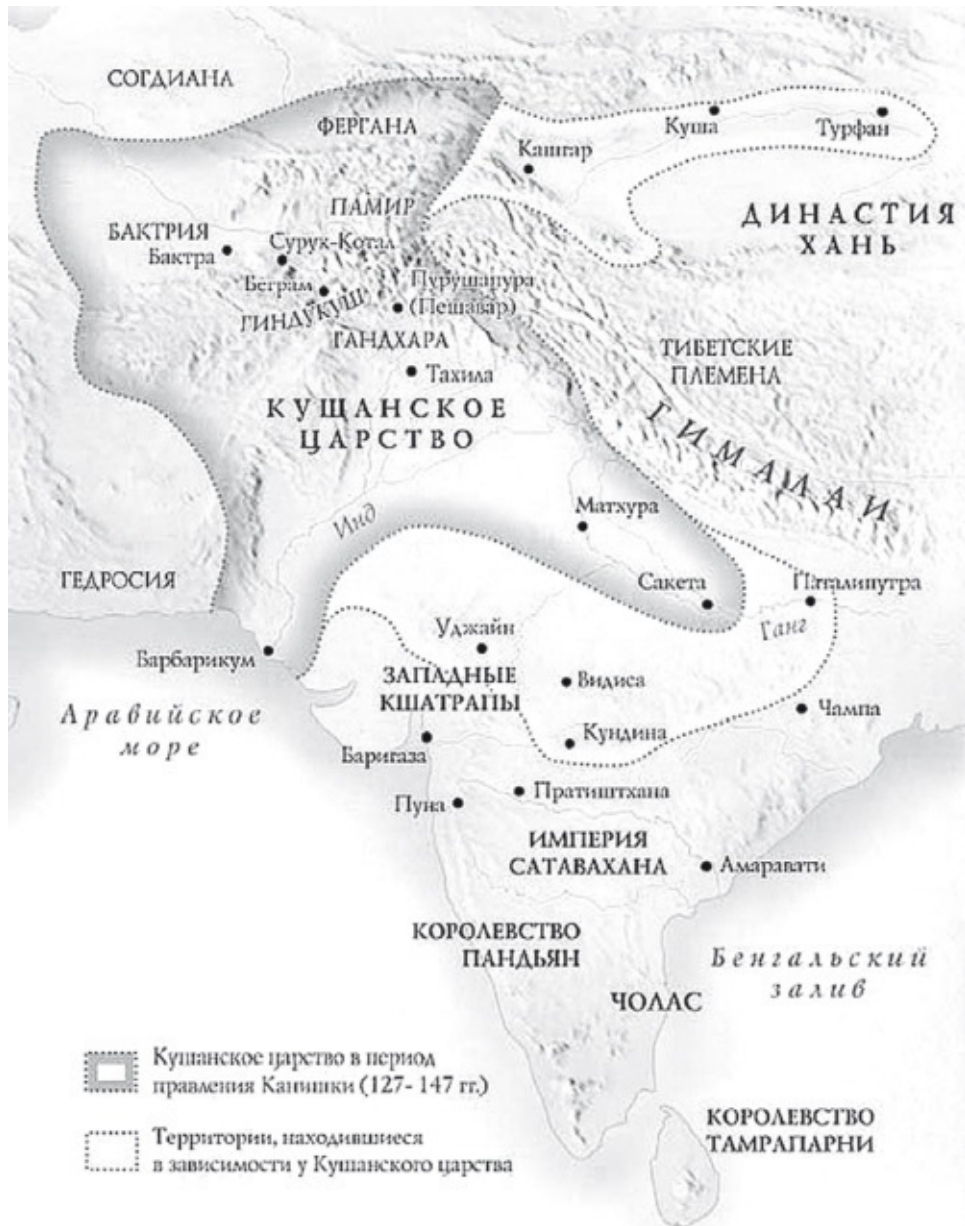 СОГДИАНА
ФЕРГАНА
Куша
Турфан
Кашгар
ПАМИР
ДИНАСТИЯ
ХАНЬ
БАКТРИЯ
Бактра
Сурук-Котал
Беграм
ГИНДУКУШ
Пурушапура
(Пешавар)
ГАНДХАРА
Тахила
ТИБЕТСКИЕ
ПЛЕМЕНА
КУШАНСКОЕ
ЦАРСТВО
ГИМАЛАИ
Инд
Матхура
ГЕДРОСИЯ
Сакета
Паталипутра
Ганг
Уджайн
Барбарикум
ЗАПАДНЫЕ
КШАТРАПЫ
Видиса
Чампа
Аравийское
море
Кундина
Баригаза
Пуна
Пратиштхана
ИМПЕРИЯ
САТАВАХАНА
Амаравати
КОРОЛЕВСТВО
ПАНДЬЯН
Бенгальский
залив
ЧОЛАС
Кушанское царство в период
правления Канишки (127- 147 гг.)
КОРОЛЕВСТВО
ТАМРАПАРНИ
Территории, находившиеся
в зависимости у Кушанского царства